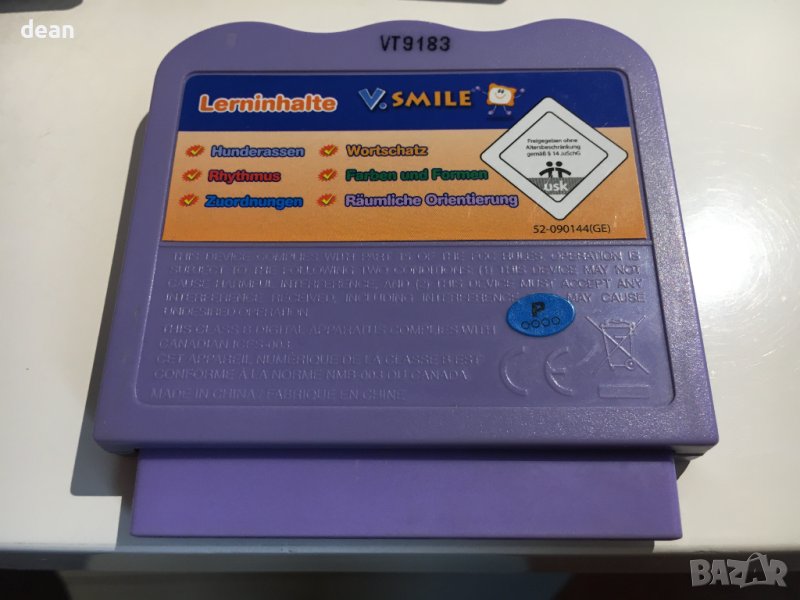 dean
VT9183
Lerninhalte V.SMILE
Hunderassen Wortschatz
Rhythmus Farben und Formen
Zuordnungen Räumliche Orientierung
Freigegeben ohne
Altersbeschränkung
gemäß § 14 JuSchG
usk
52-090144(GE)
THIS DEVICE COMPLIES WITH PART 15 OF THE FCC RULES. OPERATION IS
SUBJECT TO THE FOLLOWING TWO CONDITIONS: (1) THIS DEVICE MAY NOT
CAUSE HARMFUL INTERFERENCE, AND (2) THIS DEVICE MUST ACCEPT ANY
INTERFERENCE RECEIVED, INCLUDING INTERFERENCE MAY CAUSE
UNDESIRED OPERATION.
P
THIS CLASS APPARATUS COMPLIES WITH
CANADIAN ICES-003
CET APPAREIL NUMÉRIQUE DE LA CLASSE B EST
CONFORME À LA NORME NMB-003 DU CANADA
CE
MADE IN CHINA / FABRIQUÉ EN CHINE
BAZAR